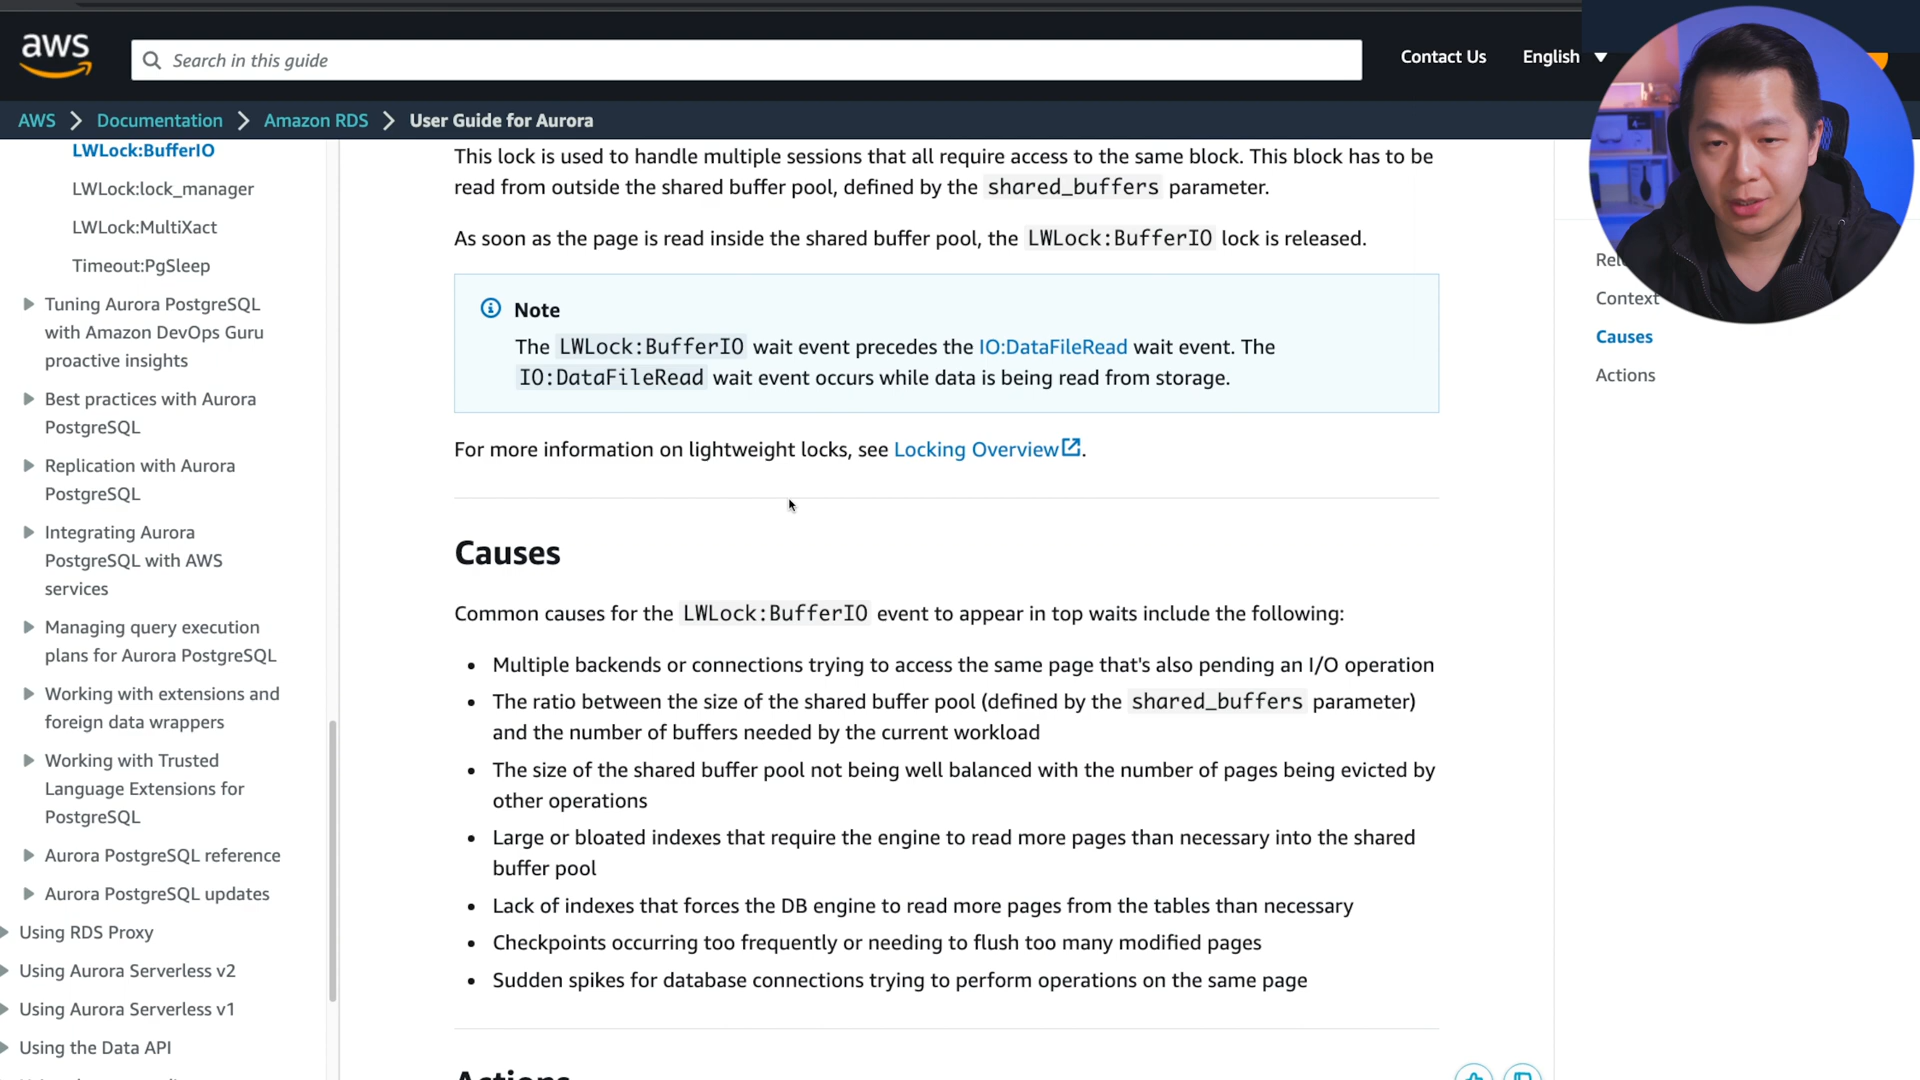 aws
Search in this guide
Contact Us
English
AWS
Documentation
Amazon RDS
User Guide for Aurora
LWLock:BufferIO
LWLock:lock_manager
LWLock:MultiXact
Timeout:PgSleep
Tuning Aurora PostgreSQL
with Amazon DevOps Guru
proactive insights
Best practices with Aurora
PostgreSQL
Replication with Aurora
PostgreSQL
Integrating Aurora
PostgreSQL with AWS
services
Managing query execution
plans for Aurora PostgreSQL
Working with extensions and
foreign data wrappers
Working with Trusted
Language Extensions for
PostgreSQL
Aurora PostgreSQL reference
Aurora PostgreSQL updates
Using RDS Proxy
Using Aurora Serverless v2
Using Aurora Serverless v1
Using the Data API
This lock is used to handle multiple sessions that all require access to the same block. This block has to be
read from outside the shared buffer pool, defined by the shared_buffers parameter.
As soon as the page is read inside the shared buffer pool, the LWLock:BufferIO lock is released.
Note
The LWLock:BufferIO wait event precedes the IO:DataFileRead wait event. The
IO:DataFileRead wait event occurs while data is being read from storage.
For more information on lightweight locks, see Locking Overview.
Causes
Common causes for the LWLock:BufferIO event to appear in top waits include the following:
• Multiple backends or connections trying to access the same page that's also pending an I/O operation
• The ratio between the size of the shared buffer pool (defined by the shared_buffers parameter)
and the number of buffers needed by the current workload
• The size of the shared buffer pool not being well balanced with the number of pages being evicted by
other operations
• Large or bloated indexes that require the engine to read more pages than necessary into the shared
buffer pool
• Lack of indexes that forces the DB engine to read more pages from the tables than necessary
• Checkpoints occurring too frequently or needing to flush too many modified pages
• Sudden spikes for database connections trying to perform operations on the same page
Actions
Context
Causes
Actions